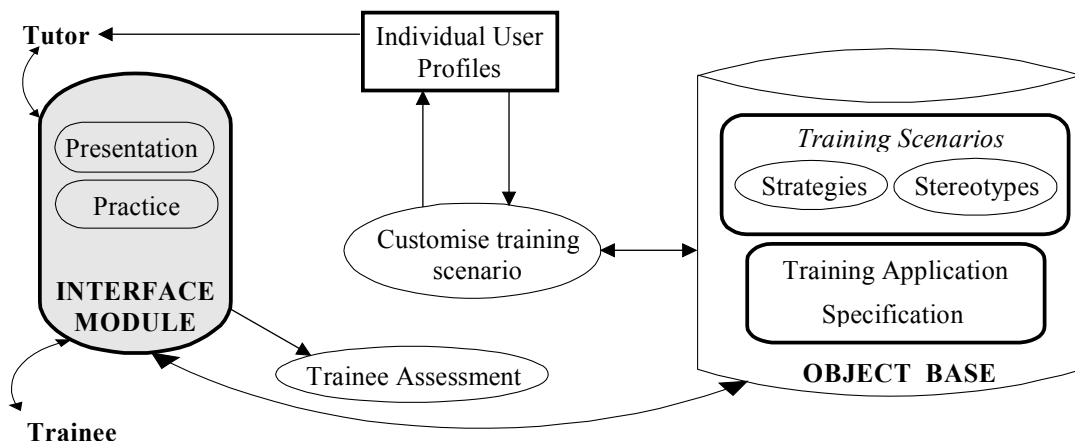 Tutor
Individual User
Profiles
Presentation
Practice
INTERFACE
MODULE
Customise training
scenario
Training Scenarios
Strategies
Stereotypes
Training Application
Specification
OBJECT BASE
Trainee Assessment
Trainee